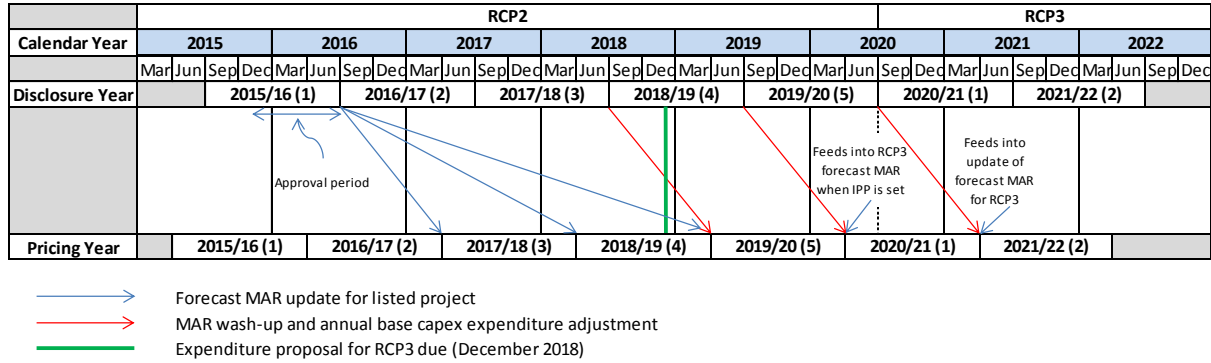 RCP2 RCP3
Calendar Year 2015 2016 2017 2018 2019 2020 2021 2022
Mar Jun Sep Dec Mar Jun Sep Dec Mar Jun Sep Dec Mar Jun Sep Dec Mar Jun Sep Dec Mar Jun Sep Dec Mar Jun Sep Dec Mar Jun Sep Dec
Disclosure Year 2015/16 (1) 2016/17 (2) 2017/18 (3) 2018/19 (4) 2019/20 (5) 2020/21 (1) 2021/22 (2)
Approval period
Feeds into RCP3
forecast MAR
when IPP is set
Feeds into
update of
forecast MAR
for RCP3
Pricing Year 2015/16 (1) 2016/17 (2) 2017/18 (3) 2018/19 (4) 2019/20 (5) 2020/21 (1) 2021/22 (2)
Forecast MAR update for listed project
MAR wash-up and annual base capex expenditure adjustment
Expenditure proposal for RCP3 due (December 2018)